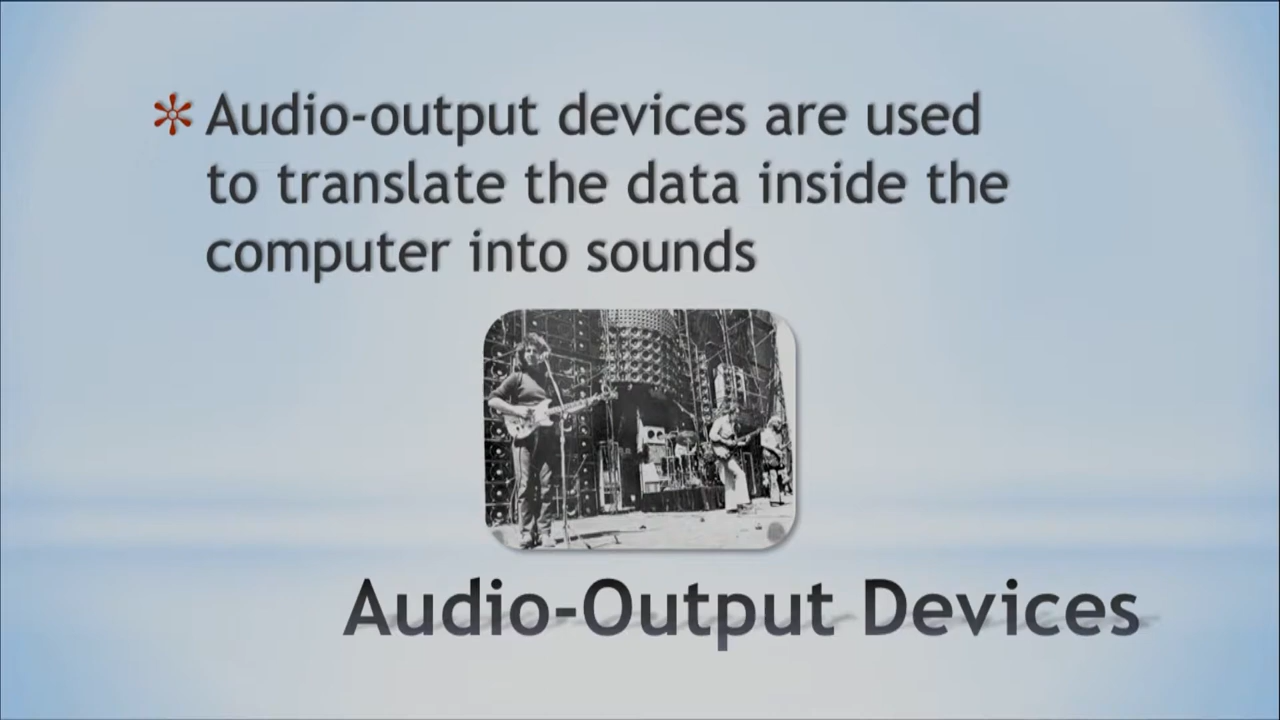 * Audio-output devices are used
to translate the data inside the
computer into sounds
Audio-Output Devices